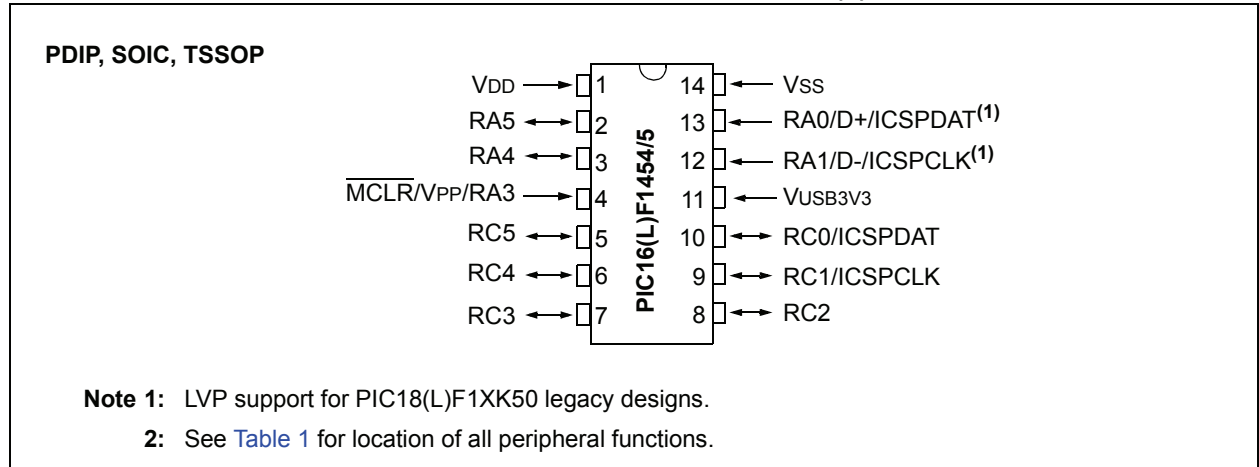 PDIP, SOIC, TSSOP
VDD 1 14 VSS
RA5 2 13 RA0/D+/ICSPDAT(1)
RA4 3 12 RA1/D-/ICSPCLK(1)
MCLR/VPP/RA3 4 11 VUSB3V3
RC5 5 10 RC0/ICSPDAT
RC4 6 9 RC1/ICSPCLK
RC3 7 8 RC2
PIC16(L)F1454/5
Note 1: LVP support for PIC18(L)F1XK50 legacy designs.
2: See Table 1 for location of all peripheral functions.